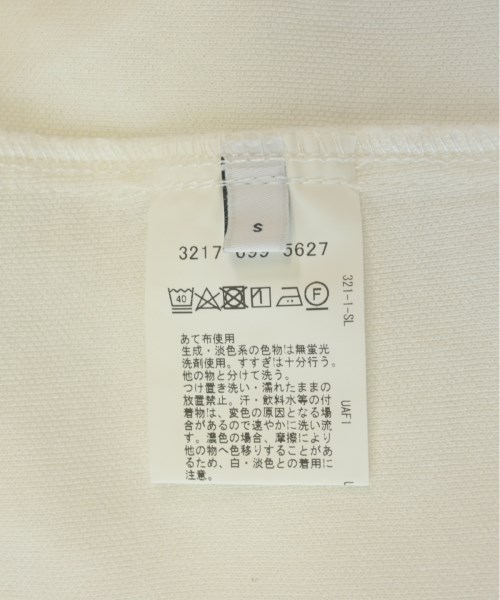 S
3217 699 5627
40
あて布使用
生成・淡色系の色物は無蛍光
洗剤使用。すすぎは十分行う。
他の物と分けて洗う。
つけ置き洗い・濡れたままの
放置禁止。汗・飲料水等の付
着物は、変色の原因となる場
合があるので速やかに洗い流
す。濃色の場合、摩擦により
他の物へ色移りすることがあ
るため、白・淡色との着用に
注意。
321-1-SL
UAF1